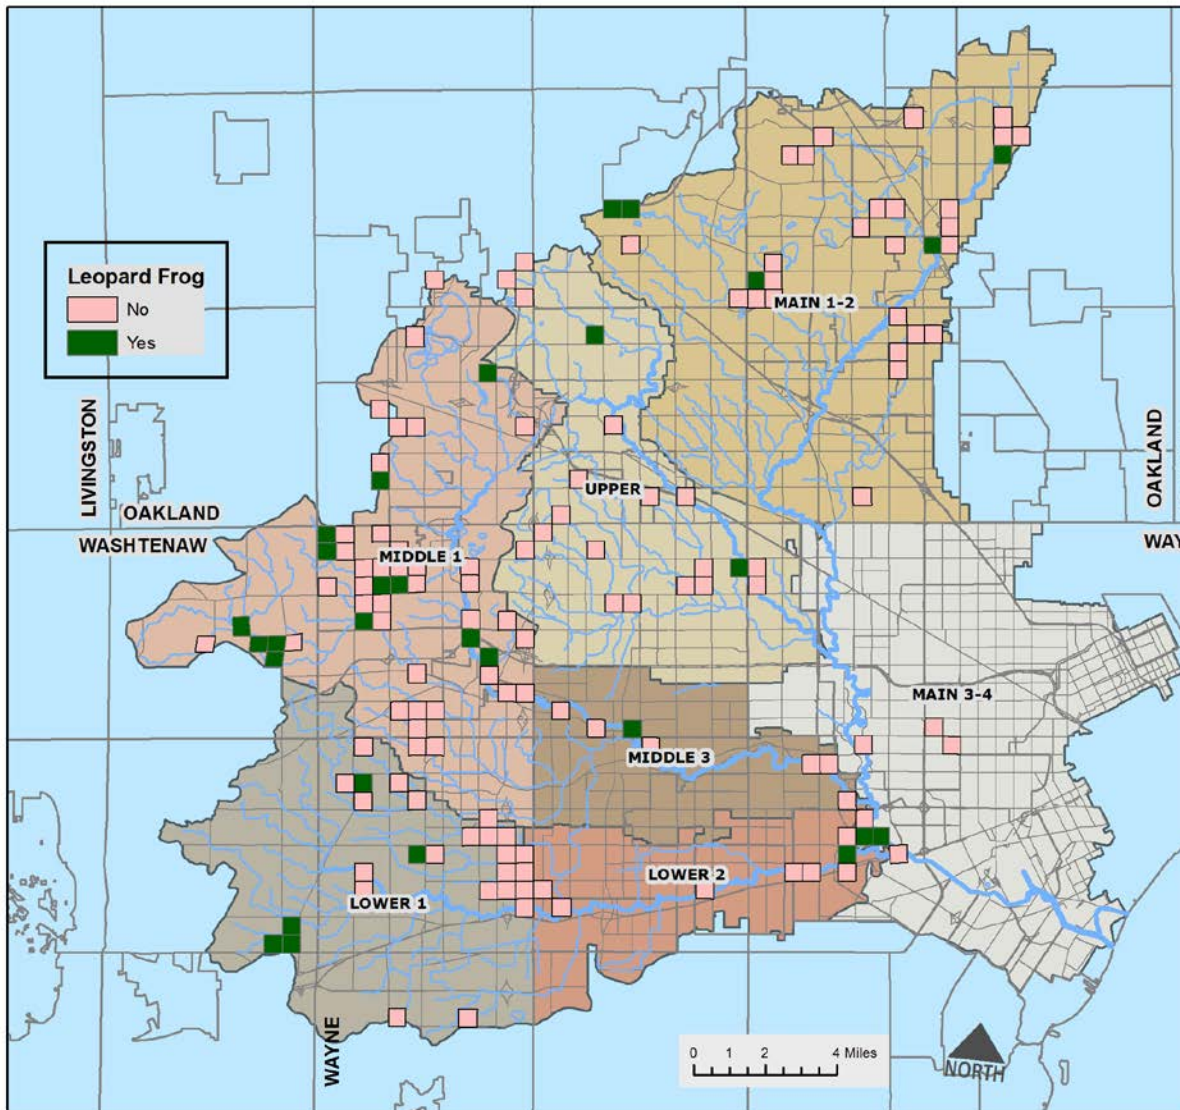 Leopard Frog
No
Yes
MAIN 1-2
LIVINGSTON
OAKLAND
OAKLAND
WASHTENAW
WAY
UPPER
MIDDLE 1
MAIN 3-4
MIDDLE 3
LOWER 2
LOWER 1
WAYNE
0 1 2 4 Miles
NORTH